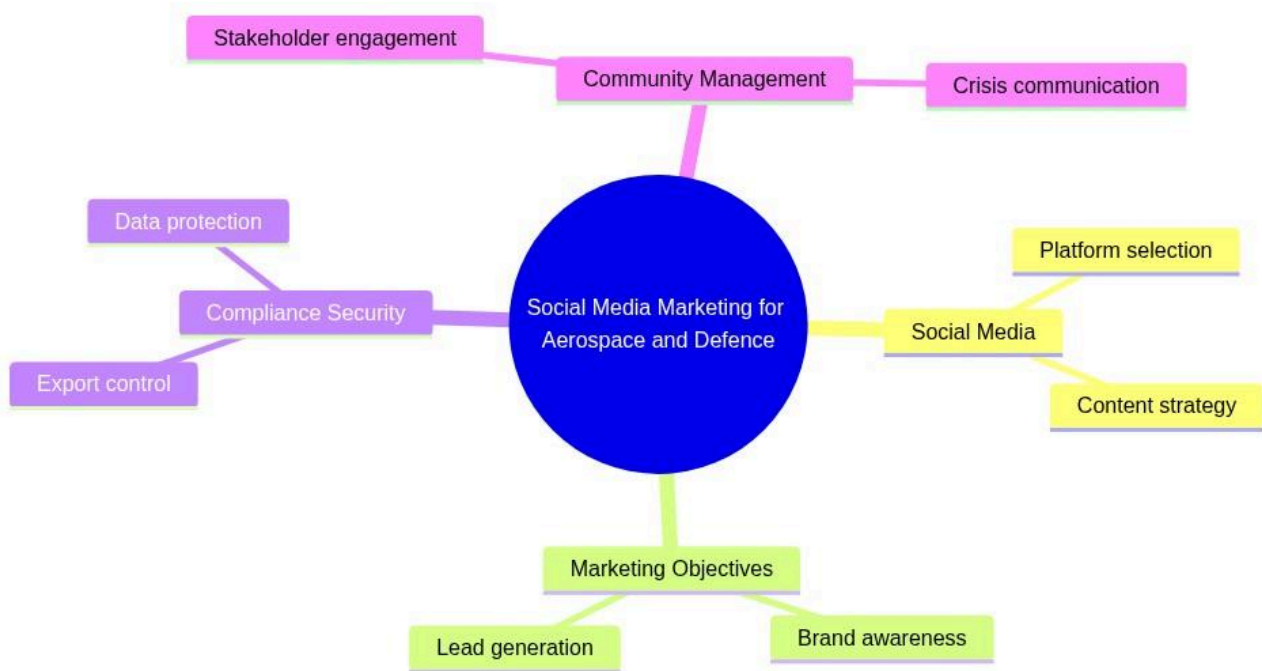 Stakeholder engagement
Community Management
Crisis communication
Data protection
Compliance Security
Export control
Social Media Marketing for
Aerospace and Defence
Platform selection
Social Media
Content strategy
Marketing Objectives
Lead generation
Brand awareness